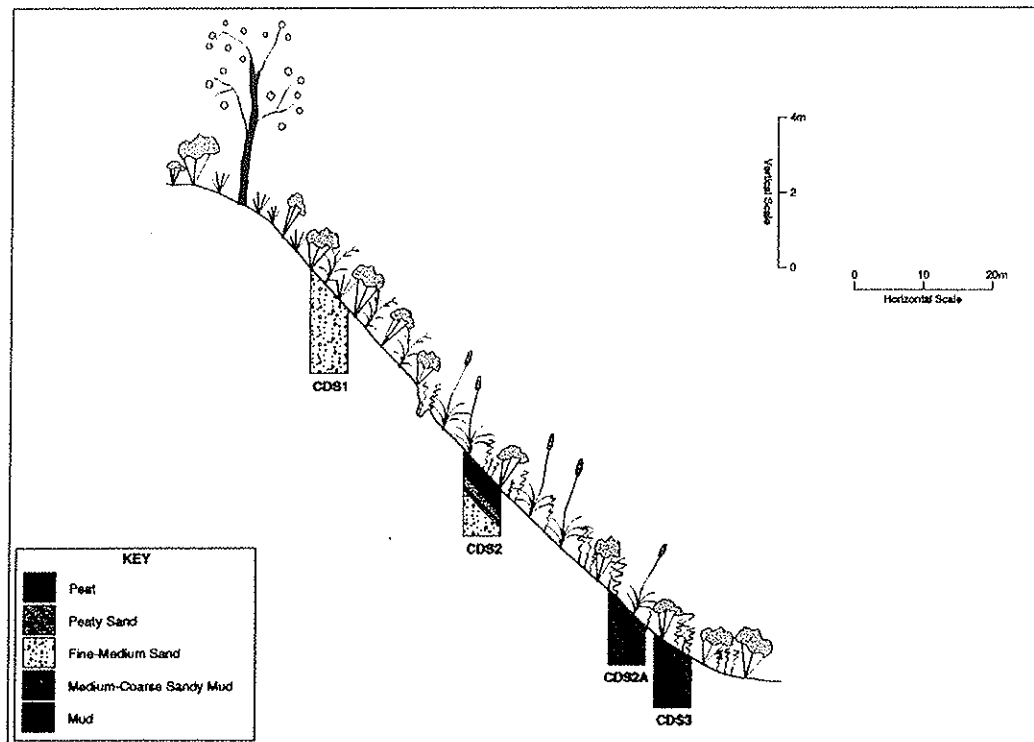 4m
Vertical Scale
2
0
0 10 20m
Horizontal Scale
CDS1
CDS2
CDS2A
CDS3
KEY
Peat
Peaty Sand
Fine-Medium Sand
Medium-Coarse Sandy Mud
Mud